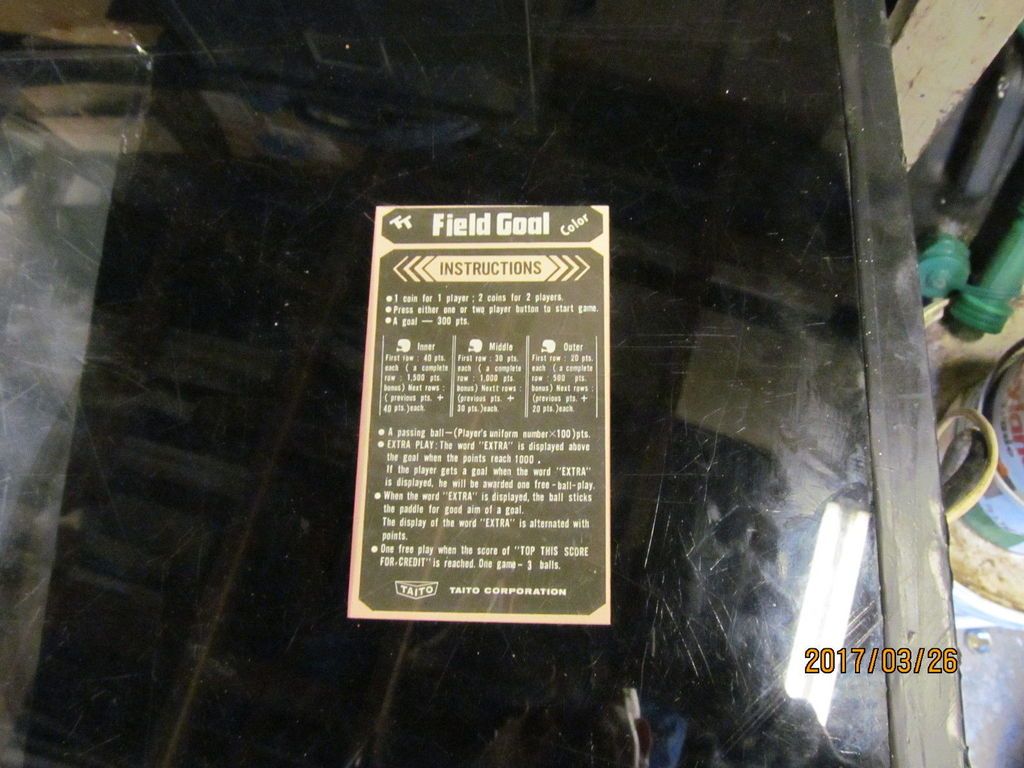 Field Goal
Color
INSTRUCTIONS
● 1 coin for 1 player ; 2 coins for 2 players.
● Press either one or two player button to start game.
● A goal — 300 pts.
Inner
First row : 40 pts.
each ( a complete
row : 1,500 pts.
bonus) Next rows :
( previous pts. +
40 pts.)each.
Middle
First row : 30 pts.
each ( a complete
row : 1,000 pts.
bonus) Next rows :
(previous pts. +
30 pts.)each.
Outer
First row : 20 pts.
each ( a complete
row : 500 pts.
bonus) Next rows :
(previous pts. +
20 pts.)each.
● A passing ball—(Player's uniform number×100)pts.
● EXTRA PLAY: The word "EXTRA" is displayed above
the goal when the points reach 1000 .
If the player gets a goal when the word "EXTRA"
is displayed, he will be awarded one free-ball-play.
● When the word "EXTRA" is displayed, the ball sticks
the paddle for good aim of a goal.
The display of the word "EXTRA" is alternated with
points.
● One free play when the score of "TOP THIS SCORE
FOR CREDIT" is reached. One game— 3 balls.
TAITO TAITO CORPORATION
2017/03/26